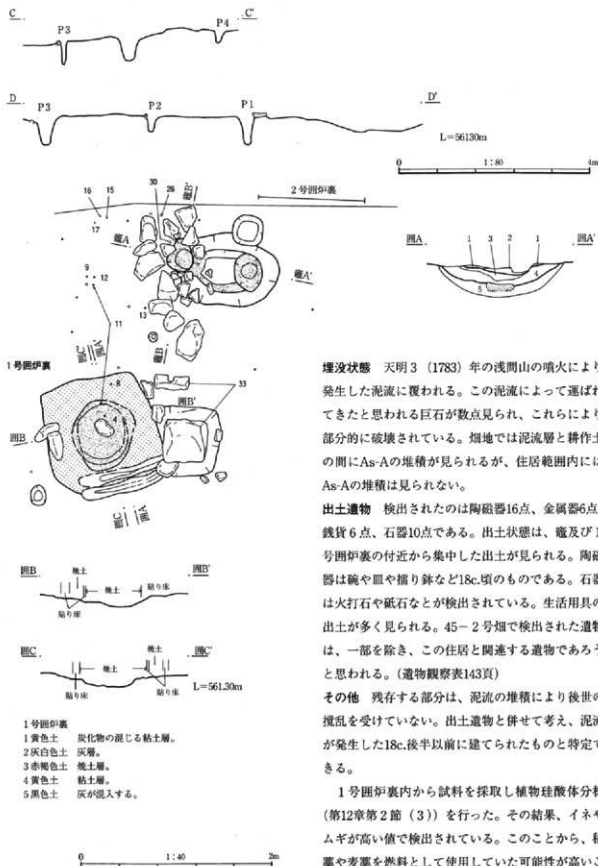 C C'
P3 P4
D D'
P3 P2 P1
L=56130m
0 1:80 4m
2号囲炉裏
16 15 30 26 竈B'
17
竈A
竈A'
9
12
13
11
竈B
囲C' 囲A'
1号囲炉裏
8
33
囲B'
4
囲B
囲C 囲A
囲A 1 3 2 1 囲A'
4
5
囲B 焼土 貼り床 囲B'
焼土
貼り床
囲C 焼土 囲C'
焼土
貼り床 貼り床
L=561.30m
1号囲炉裏
1黄色土 炭化物の混じる粘土層。
2灰白色土 灰層。
3赤褐色土 焼土層。
4黄色土 粘土層。
5黒色土 灰が混入する。
0 1:40 2m
埋没状態 天明3(1783)年の浅間山の噴火により
発生した泥流に覆われる。この泥流によって運ばれ
てきたと思われる巨石が数点見られ、これらにより
部分的に破壊されている。畑地では泥流層と耕作土
の間にAs-Aの堆積が見られるが、住居範囲内には
As-Aの堆積は見られない。
出土遺物 検出されたのは陶磁器16点、金属器6点、
銭貨6点、石器10点である。出土状態は、竈及び1
号囲炉裏の付近から集中した出土が見られる。陶磁
器は碗や皿や擂り鉢など18c.頃のものである。石器
は火打石や砥石なとが検出されている。生活用具の
出土が多く見られる。45-2号畑で検出された遺物
は、一部を除き、この住居と関連する遺物であろう
と思われる。(遺物観察表143頁)
その他 残存する部分は、泥流の堆積により後世の
攪乱を受けていない。出土遺物と併せて考え、泥流
が発生した18c.後半以前に建てられたものと特定で
きる。
1号囲炉裏内から試料を採取し植物珪酸体分析
(第12章第2節(3))を行った。その結果、イネや
ムギが高い値で検出されている。このことから、稲
藁や麦藁を燃料として使用していた可能性が高いこ